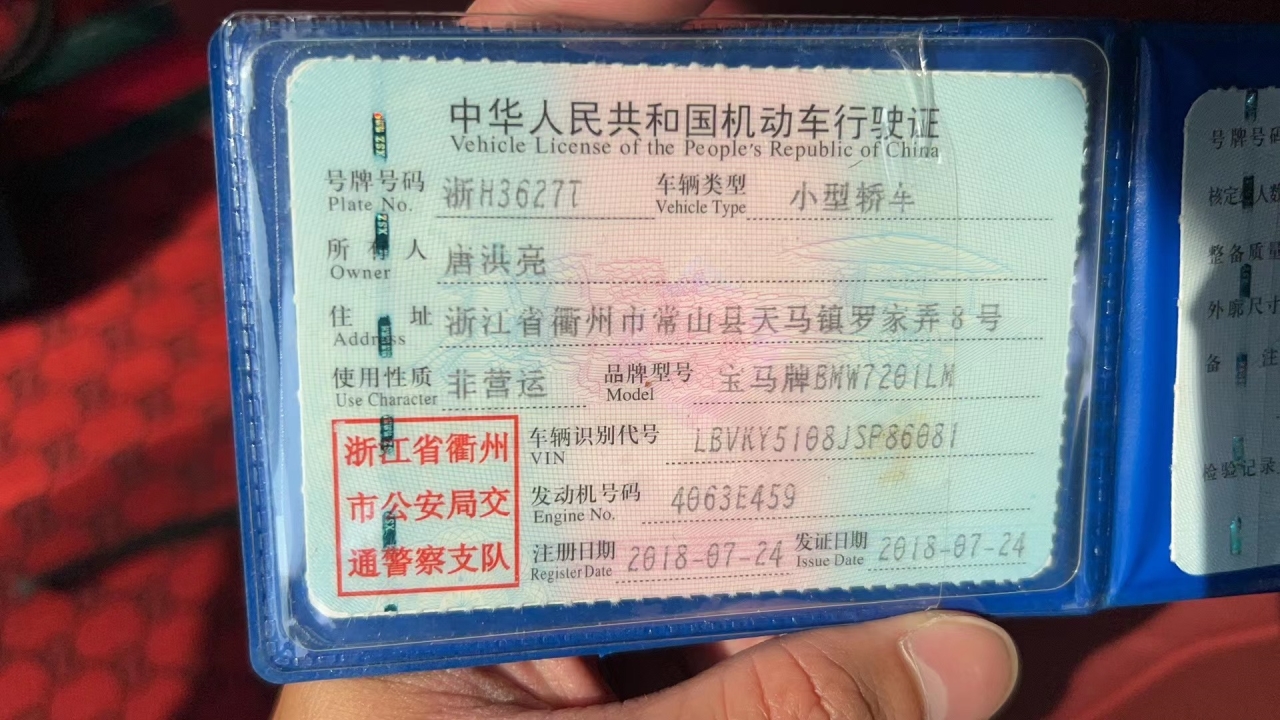 中华人民共和国机动车行驶证
Vehicle License of the People's Republic of China
号牌号码 浙H3627T 车辆类型 小型轿车
Plate No. Vehicle Type
所有人 唐洪亮
Owner
住址 浙江省衢州市常山县天马镇罗家弄8号
Address
使用性质 非营运 品牌型号 宝马牌BMW7201LM
Use Character Model
浙江省衢州
市公安局交
通警察支队
车辆识别代号 LBVKY5108JSP86081
VIN
发动机号码 4063E459
Engine No.
注册日期 2018-07-24 发证日期 2018-07-24
Register Date Issue Date
号牌号码
核定 人数
整备质量
外廓尺寸
备 注
检验记录